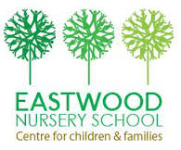 EASTWOOD
NURSERY SCHOOL
Centre for children & families